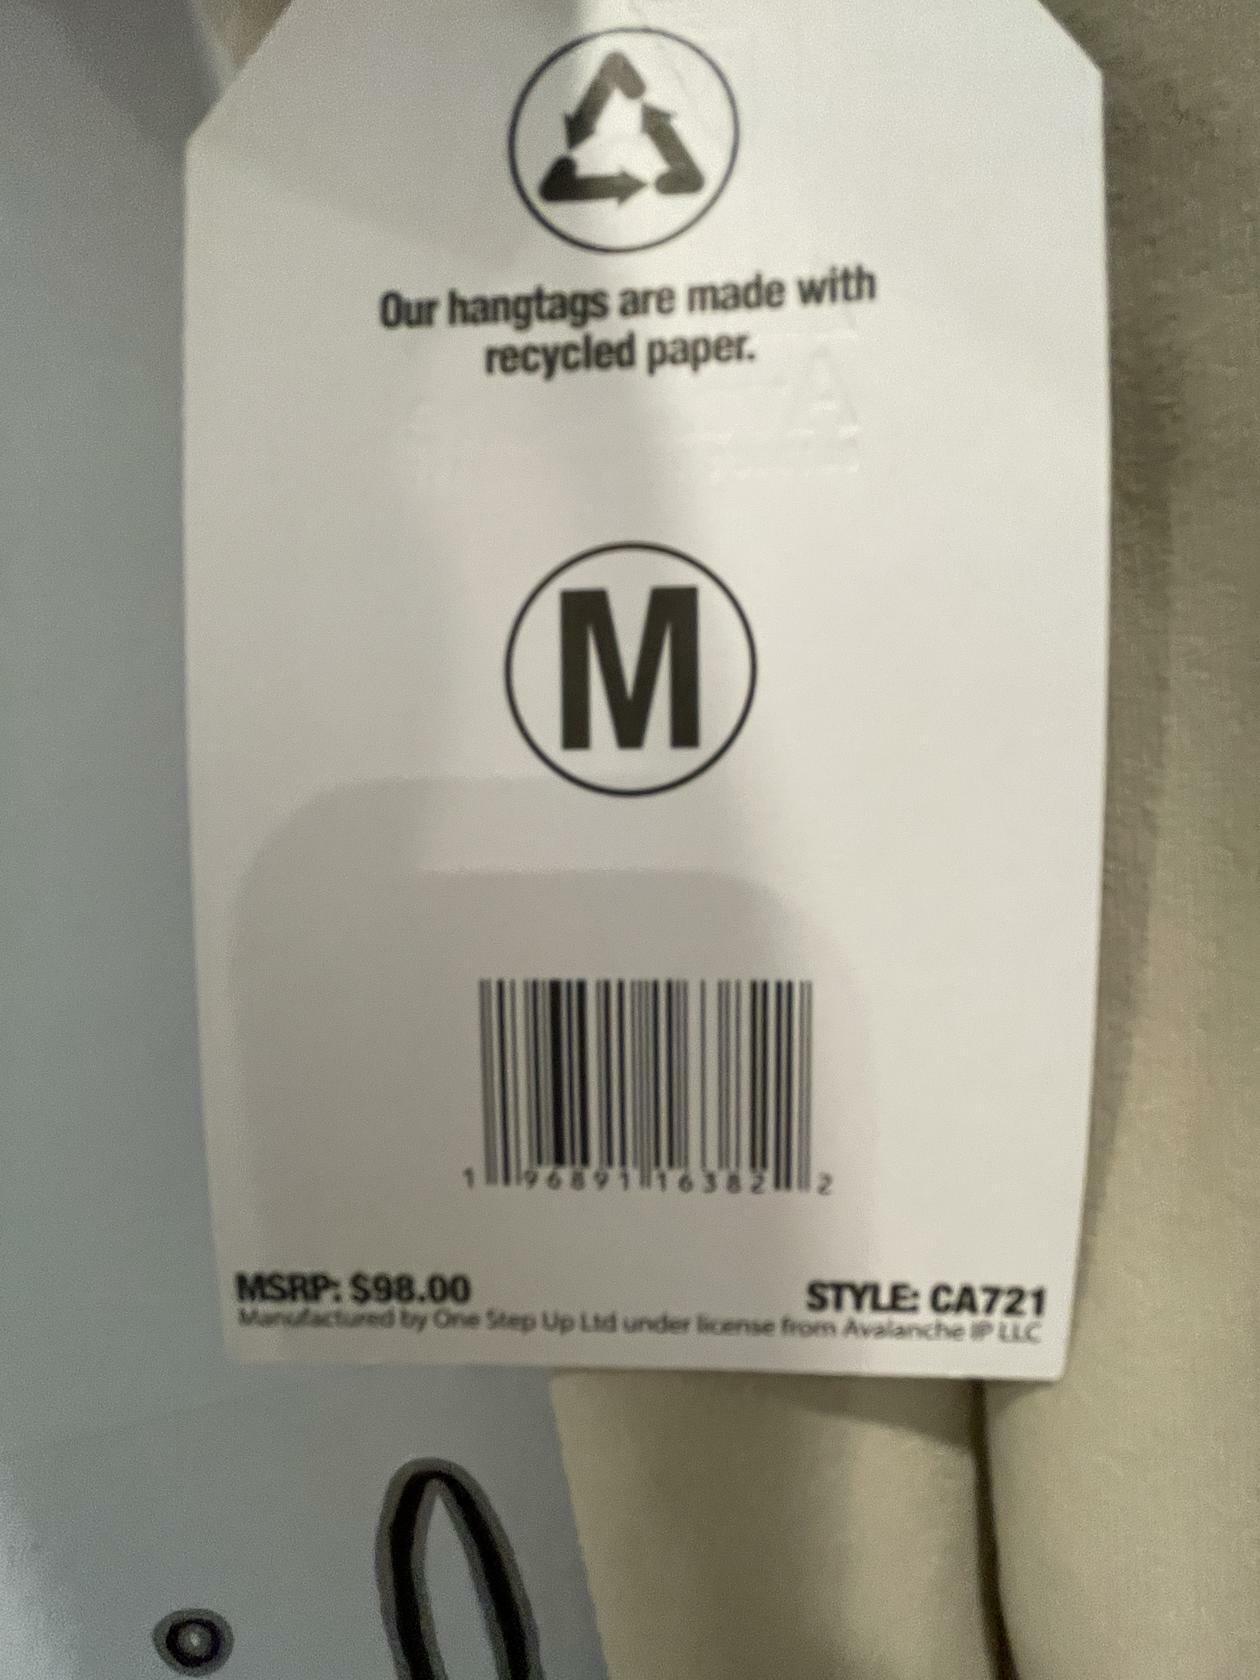 Our hangtags are made with
recycled paper.
M
1 96891 16382 2
MSRP: $98.00 STYLE: CA721
Manufactured by One Step Up Ltd under license from Avalanche IP LLC